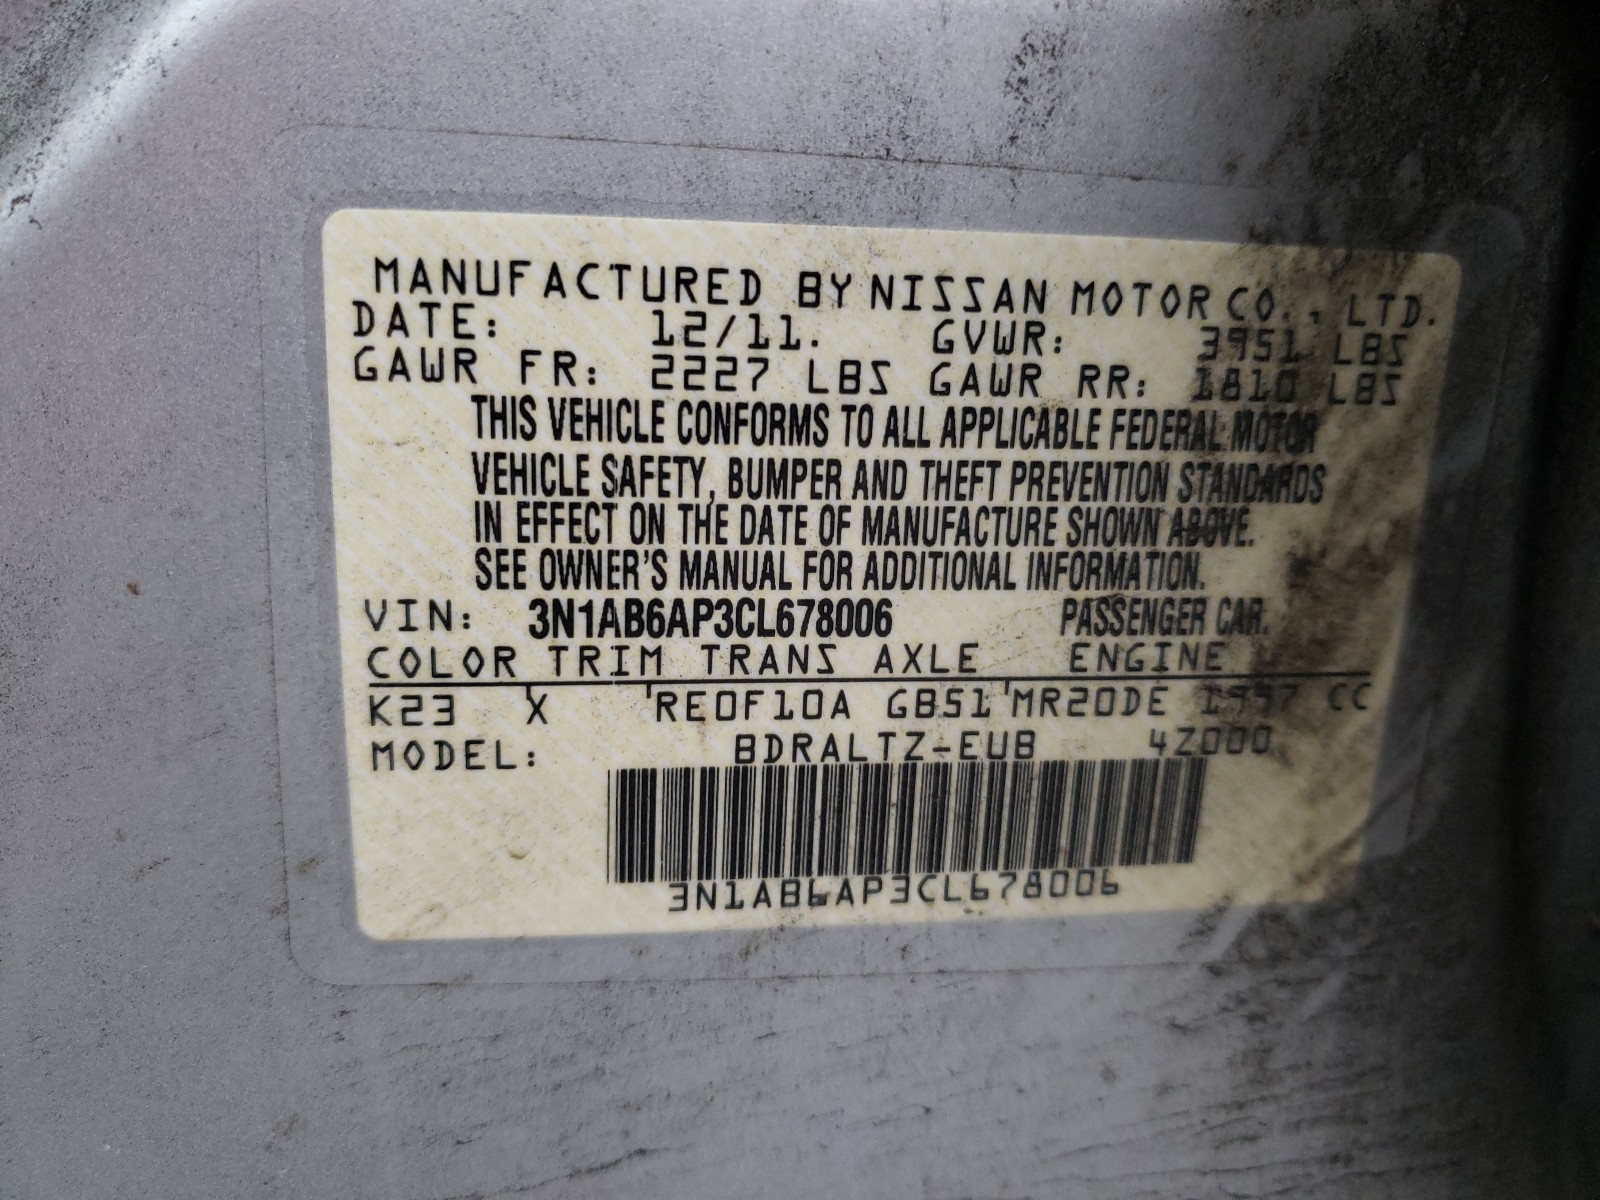 MANUFACTURED BY NISSAN MOTOR CO., LTD.
DATE: 12/11. GVWR: 3951 LBS
GAWR FR: 2227 LBS GAWR RR: 1810 LBS
THIS VEHICLE CONFORMS TO ALL APPLICABLE FEDERAL MOTOR
VEHICLE SAFETY, BUMPER AND THEFT PREVENTION STANDARDS
IN EFFECT ON THE DATE OF MANUFACTURE SHOWN ABOVE.
SEE OWNER'S MANUAL FOR ADDITIONAL INFORMATION.
VIN: 3N1AB6AP3CL678006 PASSENGER CAR.
COLOR TRIM TRANS AXLE ENGINE
K23 X RE0F10A GB51 MR20DE 1997 CC
MODEL: BDRALTZ-EUB 4Z000
3N1AB6AP3CL678006